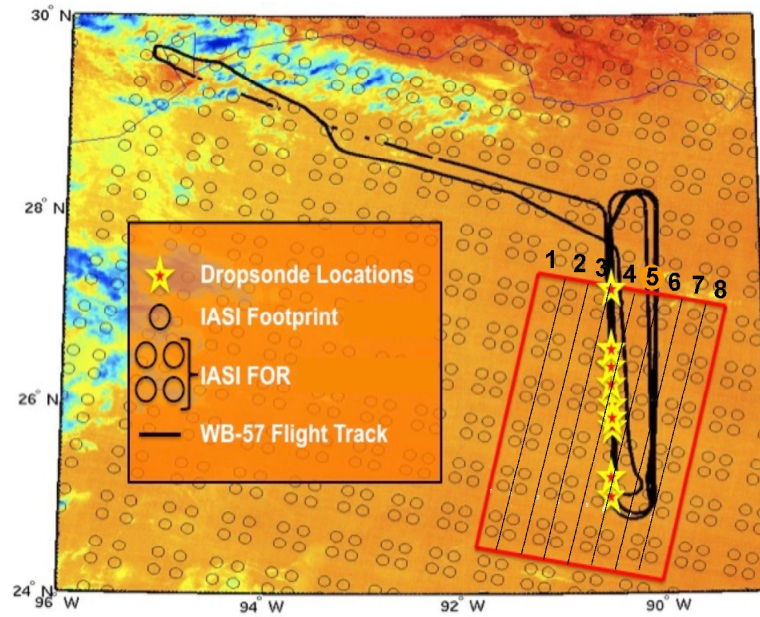 30° N
28° N
1 2 3 4 5 6 7 8
Dropsonde Locations
IASI Footprint
IASI FOR
WB-57 Flight Track
26° N
24° N
96° W 94° W 92° W 90° W